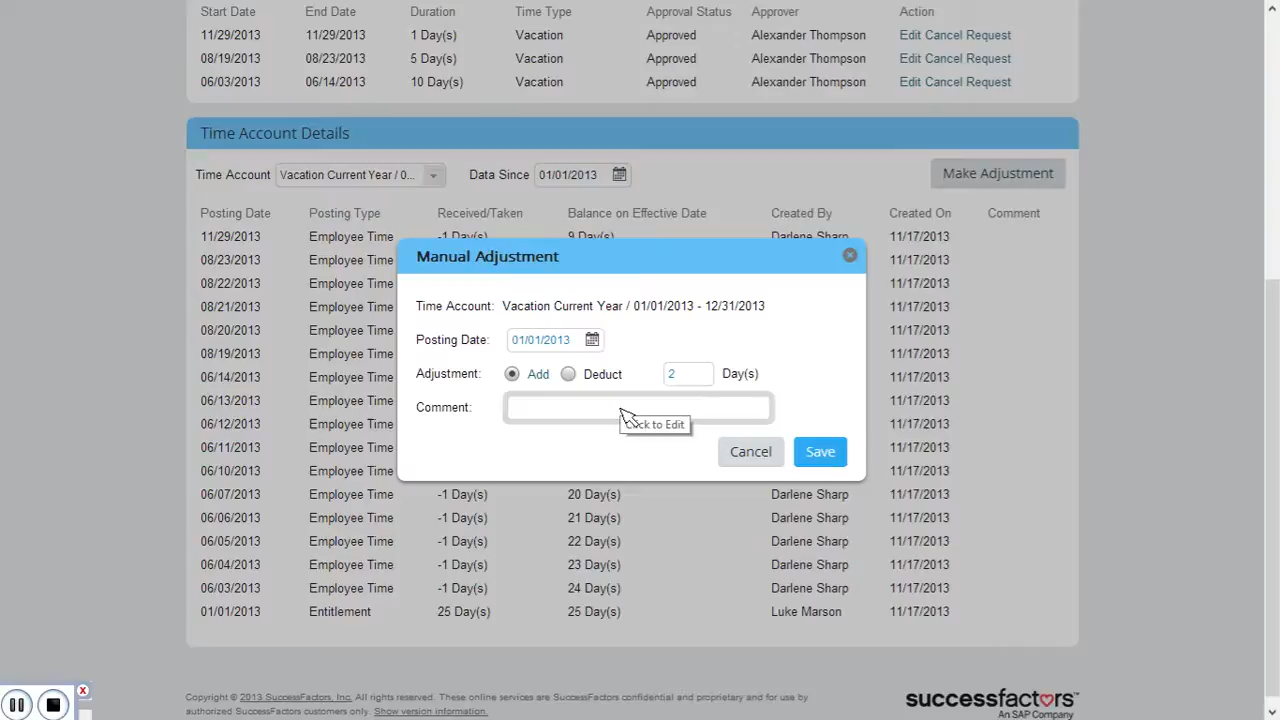 Start Date End Date Duration Time Type Approval Status Approver Action
11/29/2013 11/29/2013 1 Day(s) Vacation Approved Alexander Thompson Edit Cancel Request
08/19/2013 08/23/2013 5 Day(s) Vacation Approved Alexander Thompson Edit Cancel Request
06/03/2013 06/14/2013 10 Day(s) Vacation Approved Alexander Thompson Edit Cancel Request
Time Account Details
Time Account Vacation Current Year / 0... Data Since 01/01/2013 Make Adjustment
Posting Date Posting Type Received/Taken Balance on Effective Date Created By Created On Comment
11/29/2013 Employee Time -1 Day(s) 9 Day(s) Darlene Sharp 11/17/2013
08/23/2013 Employee Time 11/17/2013
08/22/2013 Employee Time 11/17/2013
08/21/2013 Employee Time 11/17/2013
08/20/2013 Employee Time 11/17/2013
08/19/2013 Employee Time 11/17/2013
06/14/2013 Employee Time 11/17/2013
06/13/2013 Employee Time 11/17/2013
06/12/2013 Employee Time 11/17/2013
06/11/2013 Employee Time 11/17/2013
06/10/2013 Employee Time 11/17/2013
06/07/2013 Employee Time -1 Day(s) 20 Day(s) Darlene Sharp 11/17/2013
06/06/2013 Employee Time -1 Day(s) 21 Day(s) Darlene Sharp 11/17/2013
06/05/2013 Employee Time -1 Day(s) 22 Day(s) Darlene Sharp 11/17/2013
06/04/2013 Employee Time -1 Day(s) 23 Day(s) Darlene Sharp 11/17/2013
06/03/2013 Employee Time -1 Day(s) 24 Day(s) Darlene Sharp 11/17/2013
01/01/2013 Entitlement 25 Day(s) 25 Day(s) Luke Marson 11/17/2013
Manual Adjustment
Time Account: Vacation Current Year / 01/01/2013 - 12/31/2013
Posting Date: 01/01/2013
Adjustment: Add Deduct 2 Day(s)
Comment:
Click to Edit
Cancel Save
Copyright © 2013 SuccessFactors, Inc. All rights reserved. These online services are SuccessFactors confidential and proprietary and for use by
authorized SuccessFactors customers only. Show version information.
successfactors™
An SAP Company